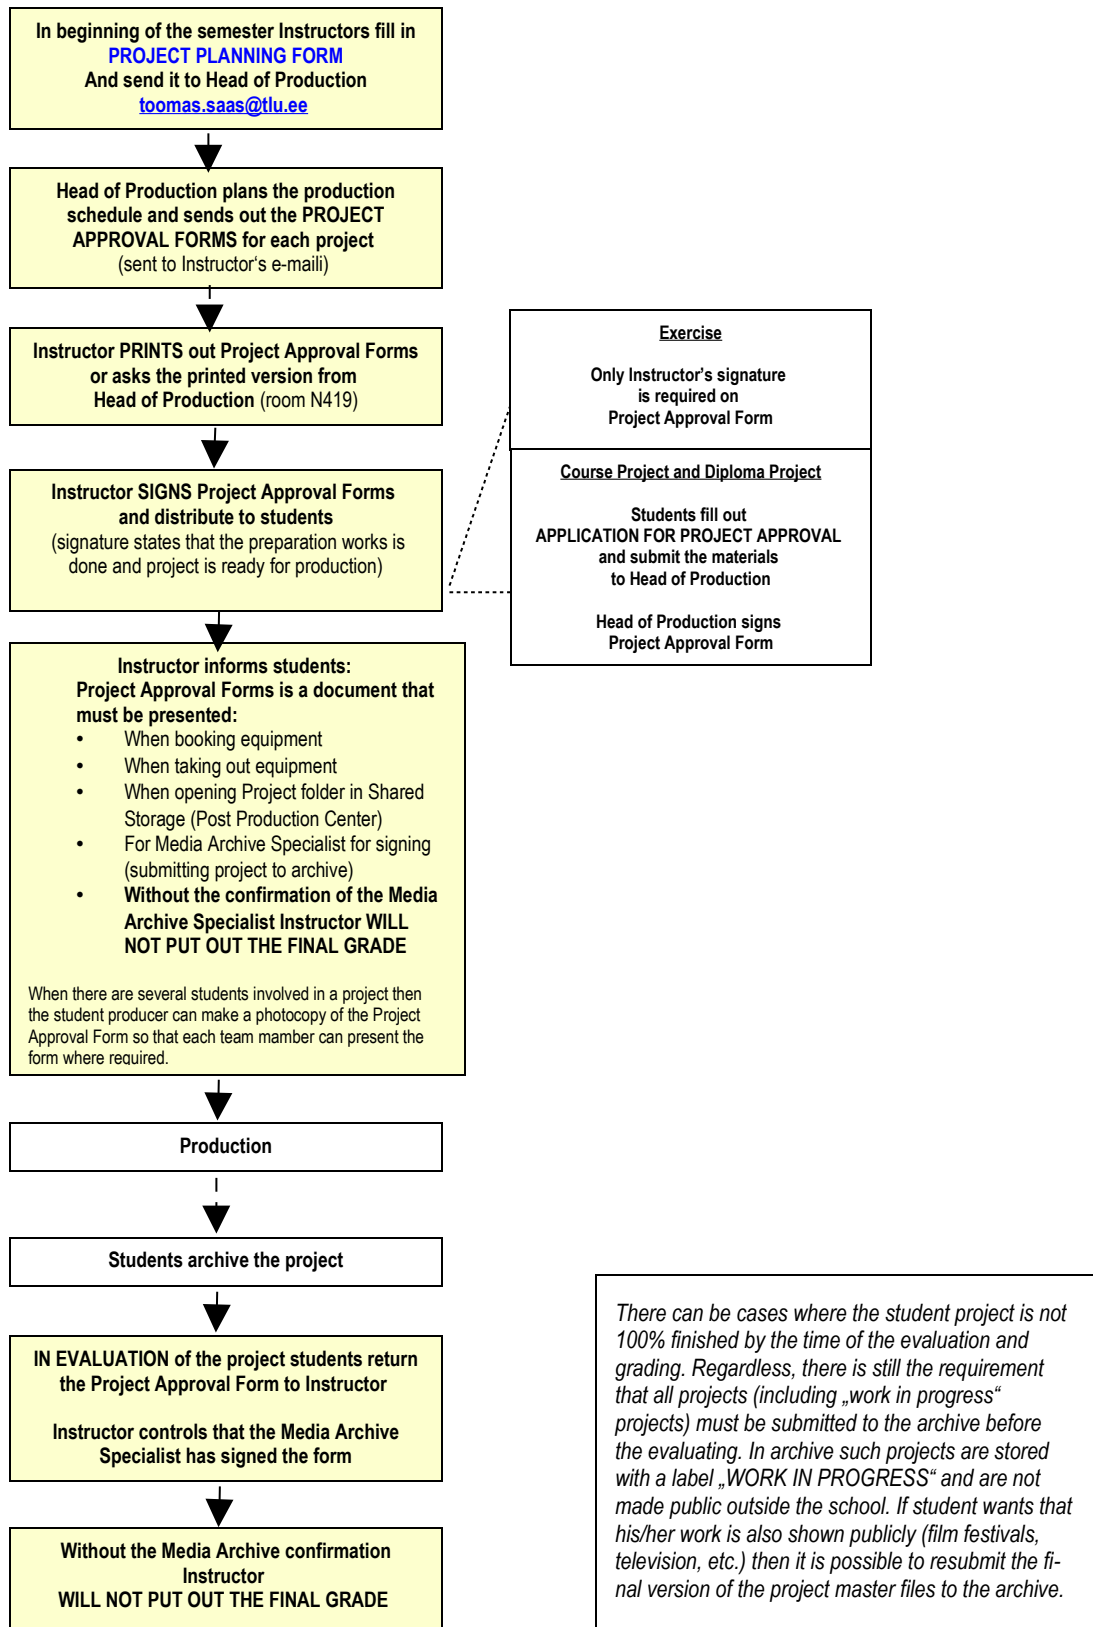 In beginning of the semester Instructors fill in
PROJECT PLANNING FORM
And send it to Head of Production
toomas.saas@tlu.ee
Head of Production plans the production
schedule and sends out the PROJECT
APPROVAL FORMS for each project
(sent to Instructor‘s e-maili)
Instructor PRINTS out Project Approval Forms
or asks the printed version from
Head of Production (room N419)
Instructor SIGNS Project Approval Forms
and distribute to students
(signature states that the preparation works is
done and project is ready for production)
Exercise
Only Instructor’s signature
is required on
Project Approval Form
Course Project and Diploma Project
Students fill out
APPLICATION FOR PROJECT APPROVAL
and submit the materials
to Head of Production
Head of Production signs
Project Approval Form
Instructor informs students:
Project Approval Forms is a document that
must be presented:
• When booking equipment
• When taking out equipment
• When opening Project folder in Shared
Storage (Post Production Center)
• For Media Archive Specialist for signing
(submitting project to archive)
• Without the confirmation of the Media
Archive Specialist Instructor WILL
NOT PUT OUT THE FINAL GRADE
When there are several students involved in a project then
the student producer can make a photocopy of the Project
Approval Form so that each team mamber can present the
form where required.
Production
Students archive the project
IN EVALUATION of the project students return
the Project Approval Form to Instructor
Instructor controls that the Media Archive
Specialist has signed the form
Without the Media Archive confirmation
Instructor
WILL NOT PUT OUT THE FINAL GRADE
There can be cases where the student project is not
100% finished by the time of the evaluation and
grading. Regardless, there is still the requirement
that all projects (including „work in progress“
projects) must be submitted to the archive before
the evaluating. In archive such projects are stored
with a label „WORK IN PROGRESS“ and are not
made public outside the school. If student wants that
his/her work is also shown publicly (film festivals,
television, etc.) then it is possible to resubmit the fi-
nal version of the project master files to the archive.